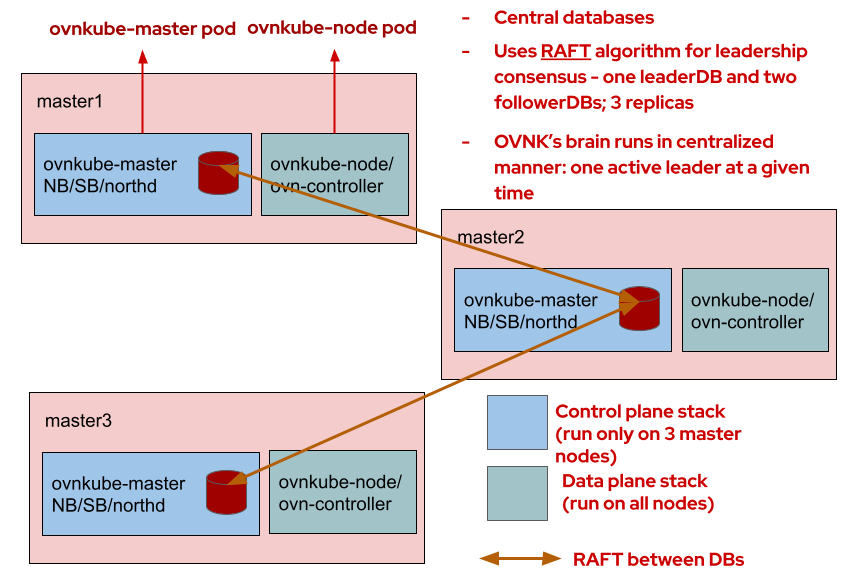 ovnkube-master pod
ovnkube-node pod
- Central databases
- Uses RAFT algorithm for leadership
consensus - one leaderDB and two
followerDBs; 3 replicas
- OVNK's brain runs in centralized
manner: one active leader at a given
time
master1
ovnkube-master
NB/SB/northd
ovnkube-node/
ovn-controller
master2
ovnkube-master
NB/SB/northd
ovnkube-node/
ovn-controller
master3
ovnkube-master
NB/SB/northd
ovnkube-node/
ovn-controller
Control plane stack
(run only on 3 master
nodes)
Data plane stack
(run on all nodes)
RAFT between DBs